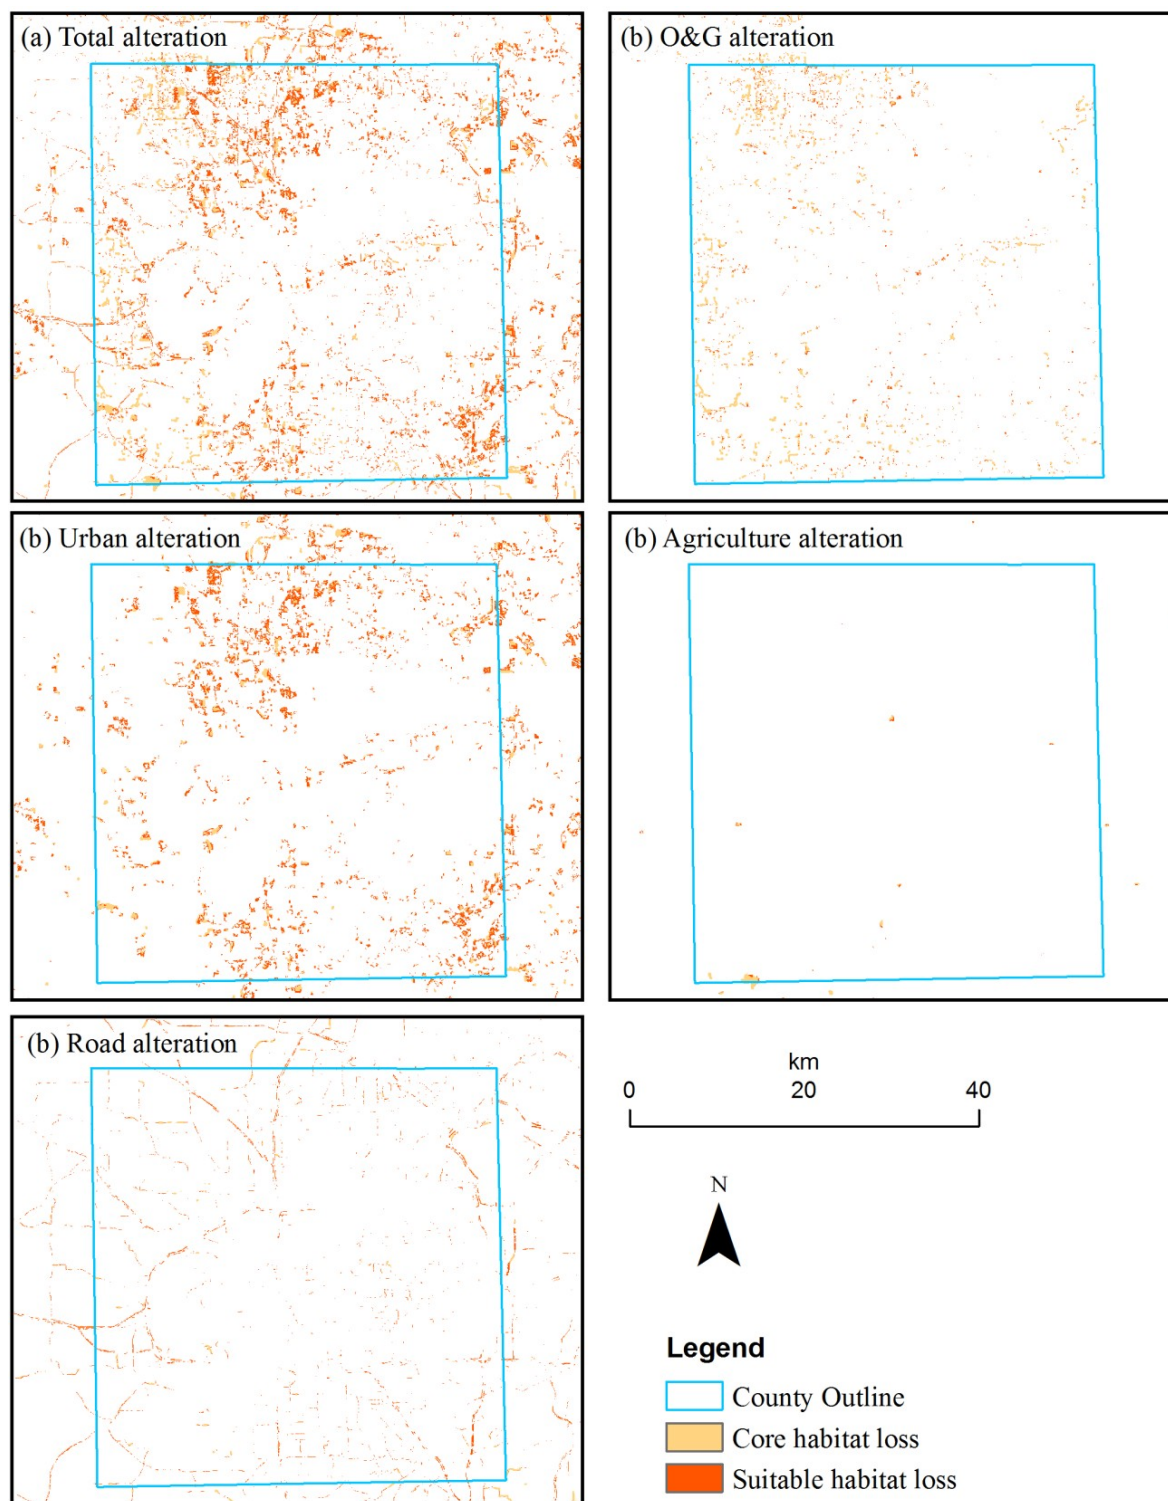 (a) Total alteration
(b) O&G alteration
(b) Urban alteration
(b) Agriculture alteration
(b) Road alteration
km
0 20 40
N
Legend
County Outline
Core habitat loss
Suitable habitat loss